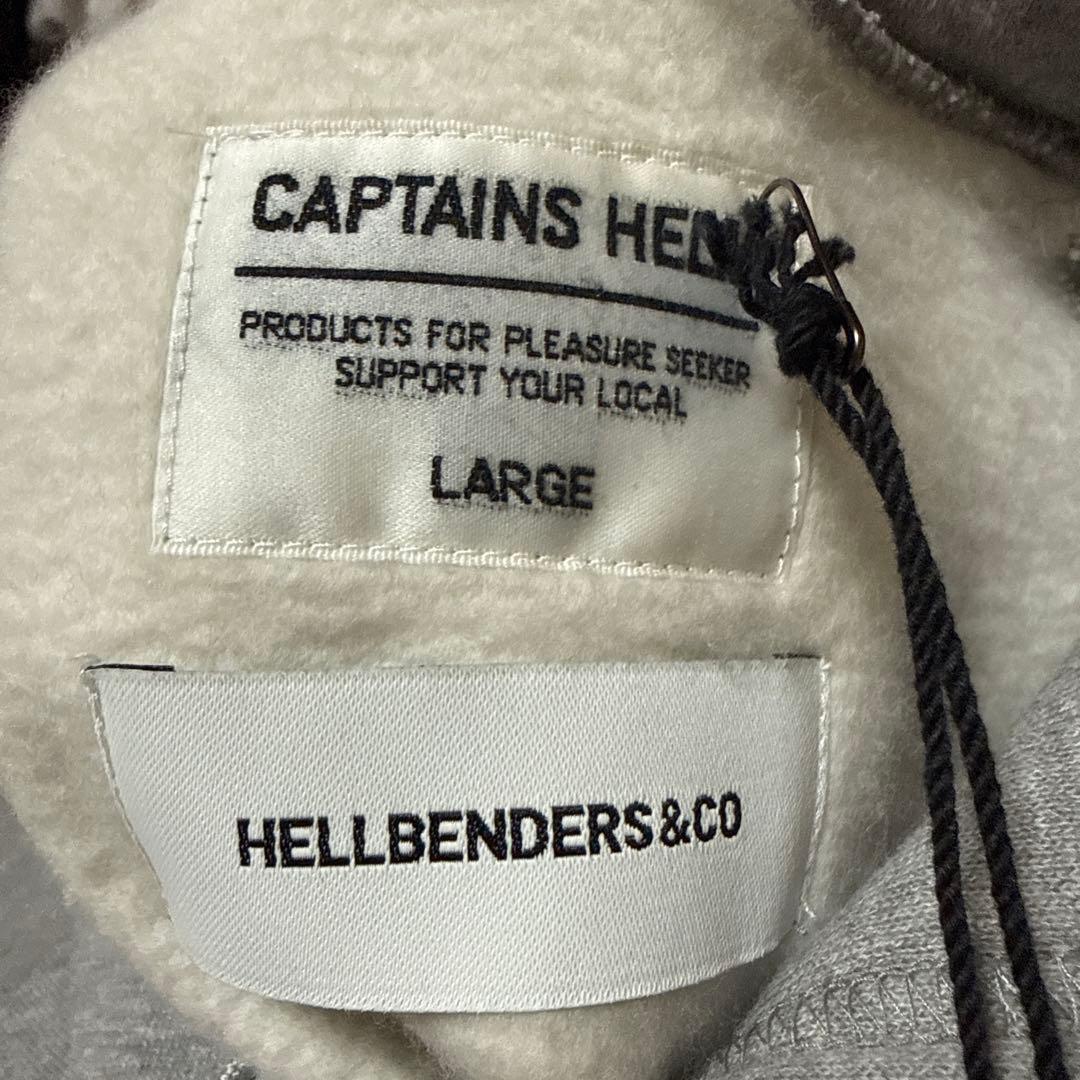 CAPTAINS
PRODUCTS FOR PLEASURE SEEKER
SUPPORT YOUR LOCAL
LARGE
HELLBENDERS&CO